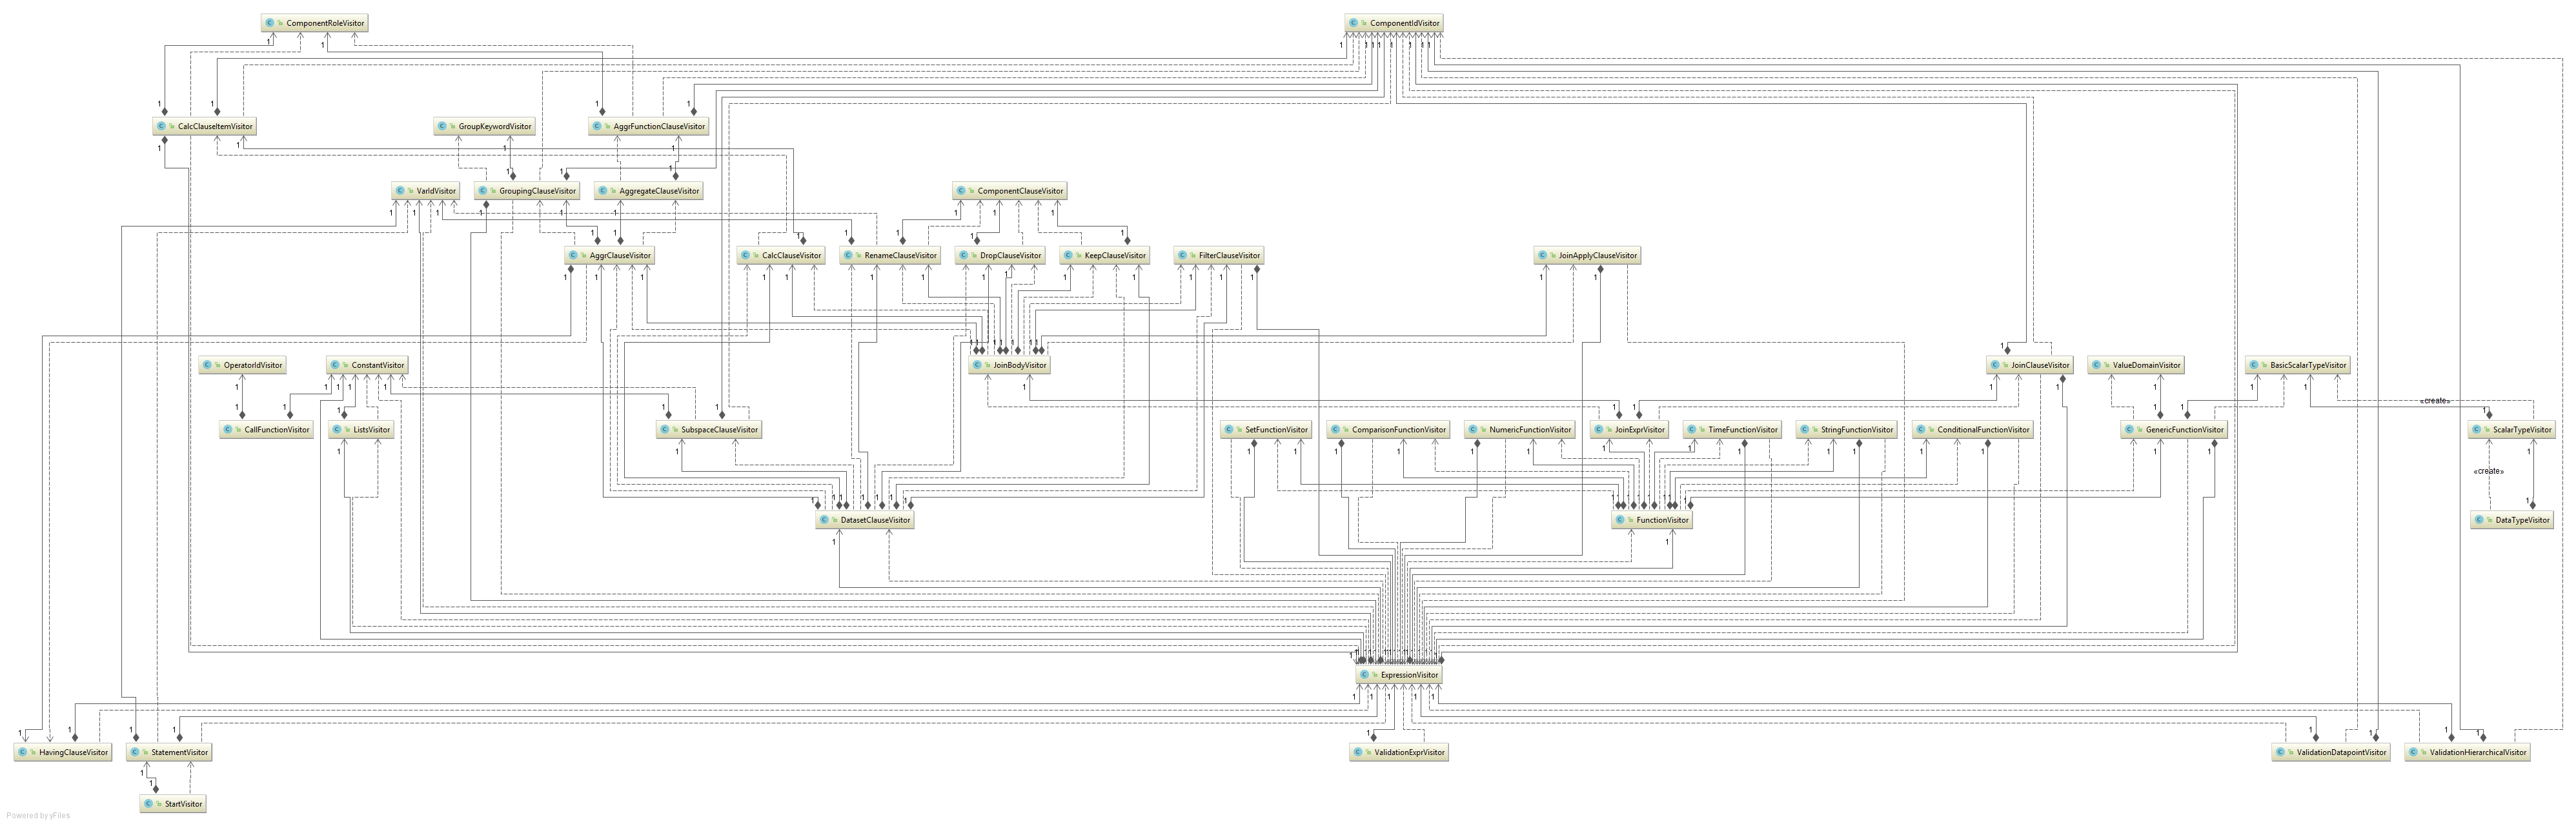 ComponentRoleVisitor
ComponentIdVisitor
CalcClauseItemVisitor
GroupKeywordVisitor
AggrFunctionClauseVisitor
VarIdVisitor
GroupingClauseVisitor
AggregateClauseVisitor
ComponentClauseVisitor
AggrClauseVisitor
CalcClauseVisitor
RenameClauseVisitor
DropClauseVisitor
KeepClauseVisitor
FilterClauseVisitor
JoinApplyClauseVisitor
OperatorIdVisitor
ConstantVisitor
JoinBodyVisitor
JoinClauseVisitor
ValueDomainVisitor
BasicScalarTypeVisitor
«create»
CallFunctionVisitor
ListsVisitor
SubspaceClauseVisitor
SetFunctionVisitor
ComparisonFunctionVisitor
NumericFunctionVisitor
JoinExprVisitor
TimeFunctionVisitor
StringFunctionVisitor
ConditionalFunctionVisitor
GenericFunctionVisitor
ScalarTypeVisitor
«create»
DatasetClauseVisitor
FunctionVisitor
DataTypeVisitor
ExpressionVisitor
HavingClauseVisitor
StatementVisitor
ValidationExprVisitor
ValidationDatapointVisitor
ValidationHierarchicalVisitor
StartVisitor
Powered by yFiles